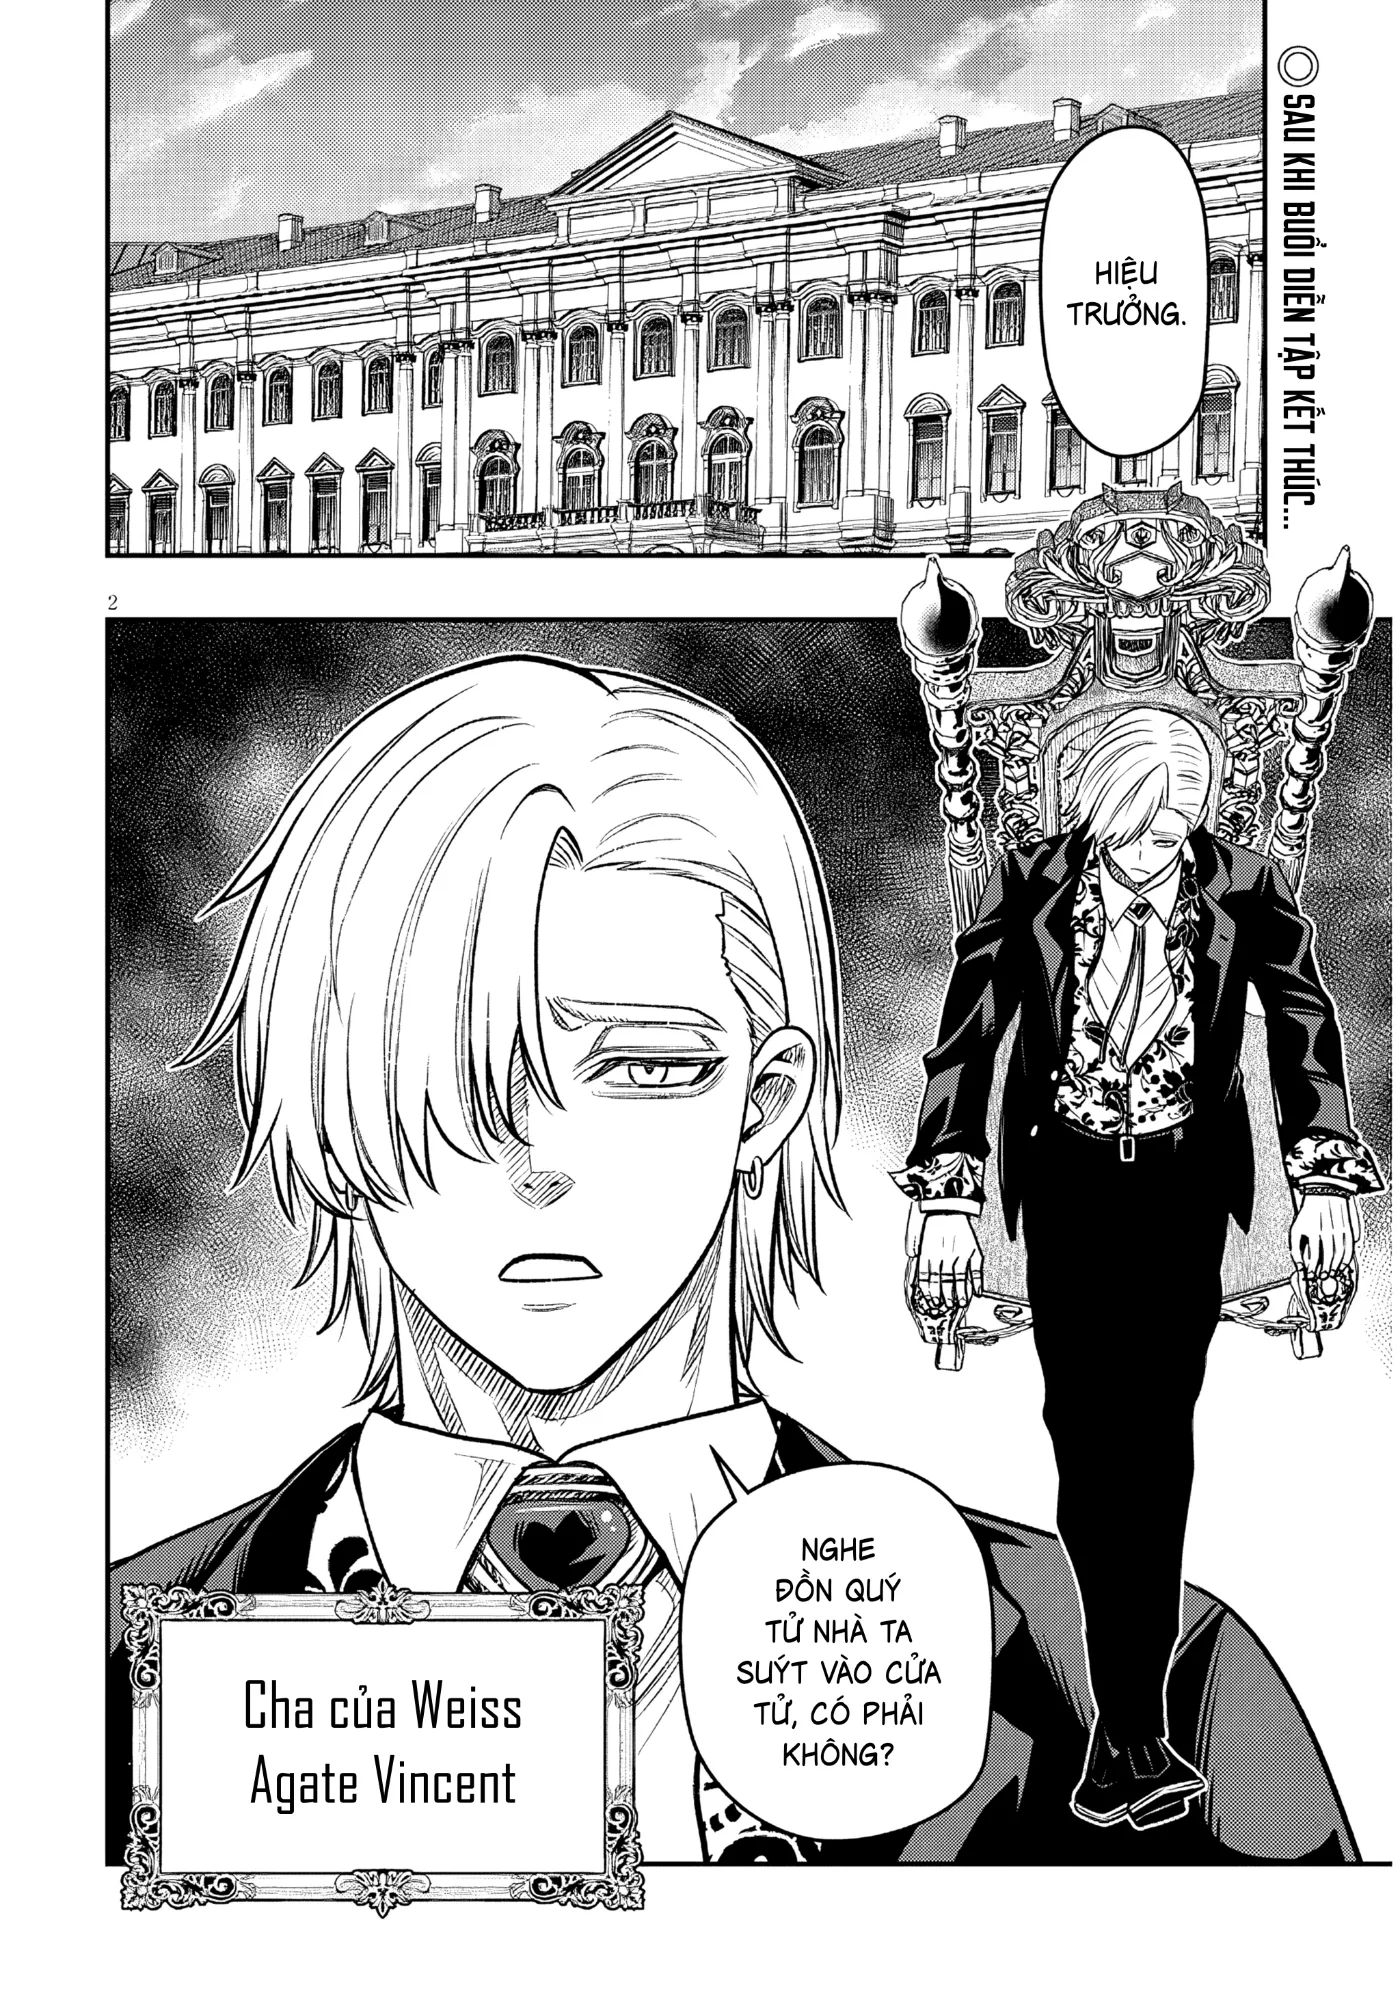 SAU KHI BUỔI DIỄN TẬP KẾT THÚC...
HIỆU
TRƯỞNG.
2
NGHE
ĐỒN QUÝ
TỬ NHÀ TA
SUÝT VÀO CỬA
TỬ, CÓ PHẢI
KHÔNG?
Cha của Weiss
Agate Vincent